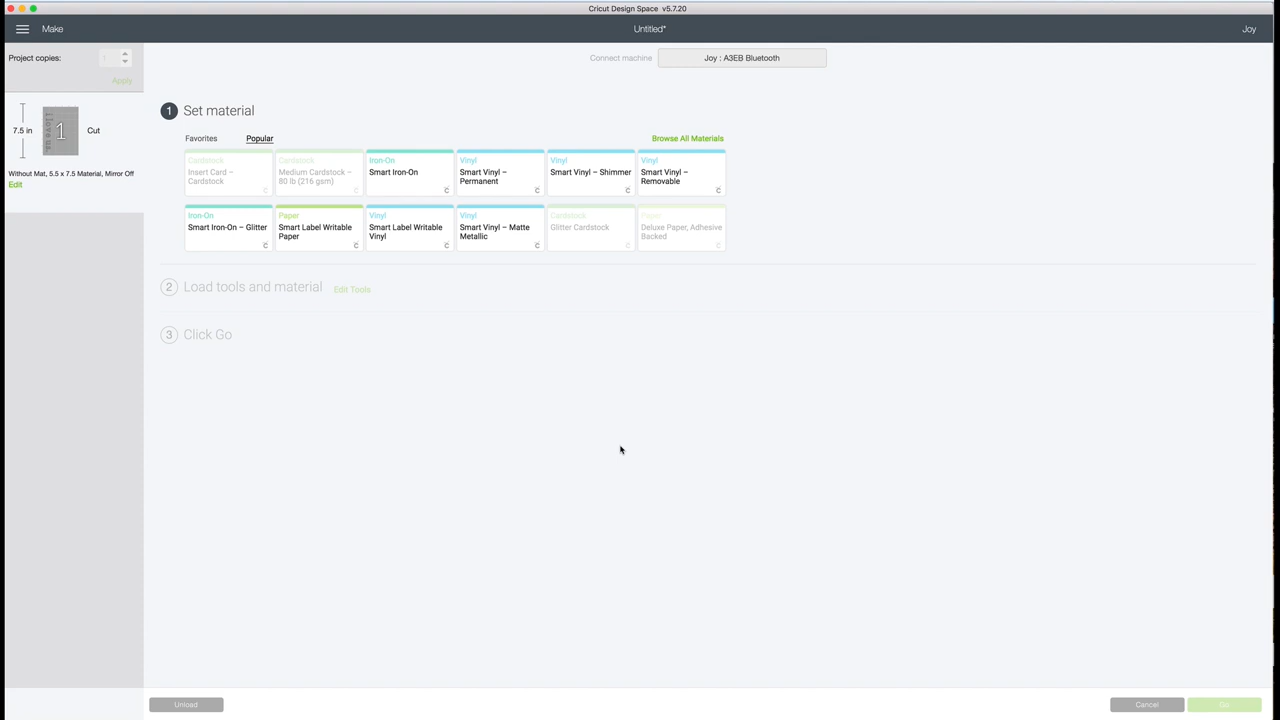 Cricut Design Space v5.7.20
Make
Untitled*
Joy
Project copies:
1
Apply
Connect machine
Joy : A3EB Bluetooth
7.5 in
1
Cut
Without Mat, 5.5 x 7.5 Material, Mirror Off
Edit
1 Set material
Favorites
Popular
Browse All Materials
Cardstock
Insert Card –
Cardstock
Cardstock
Medium Cardstock –
80 lb (216 gsm)
Iron-On
Smart Iron-On
Vinyl
Smart Vinyl –
Permanent
Vinyl
Smart Vinyl – Shimmer
Vinyl
Smart Vinyl –
Removable
Iron-On
Smart Iron-On – Glitter
Paper
Smart Label Writable
Paper
Vinyl
Smart Label Writable
Vinyl
Vinyl
Smart Vinyl – Matte
Metallic
Cardstock
Glitter Cardstock
Paper
Deluxe Paper, Adhesive
Backed
2 Load tools and material
Edit Tools
3 Click Go
Unload
Cancel
Go